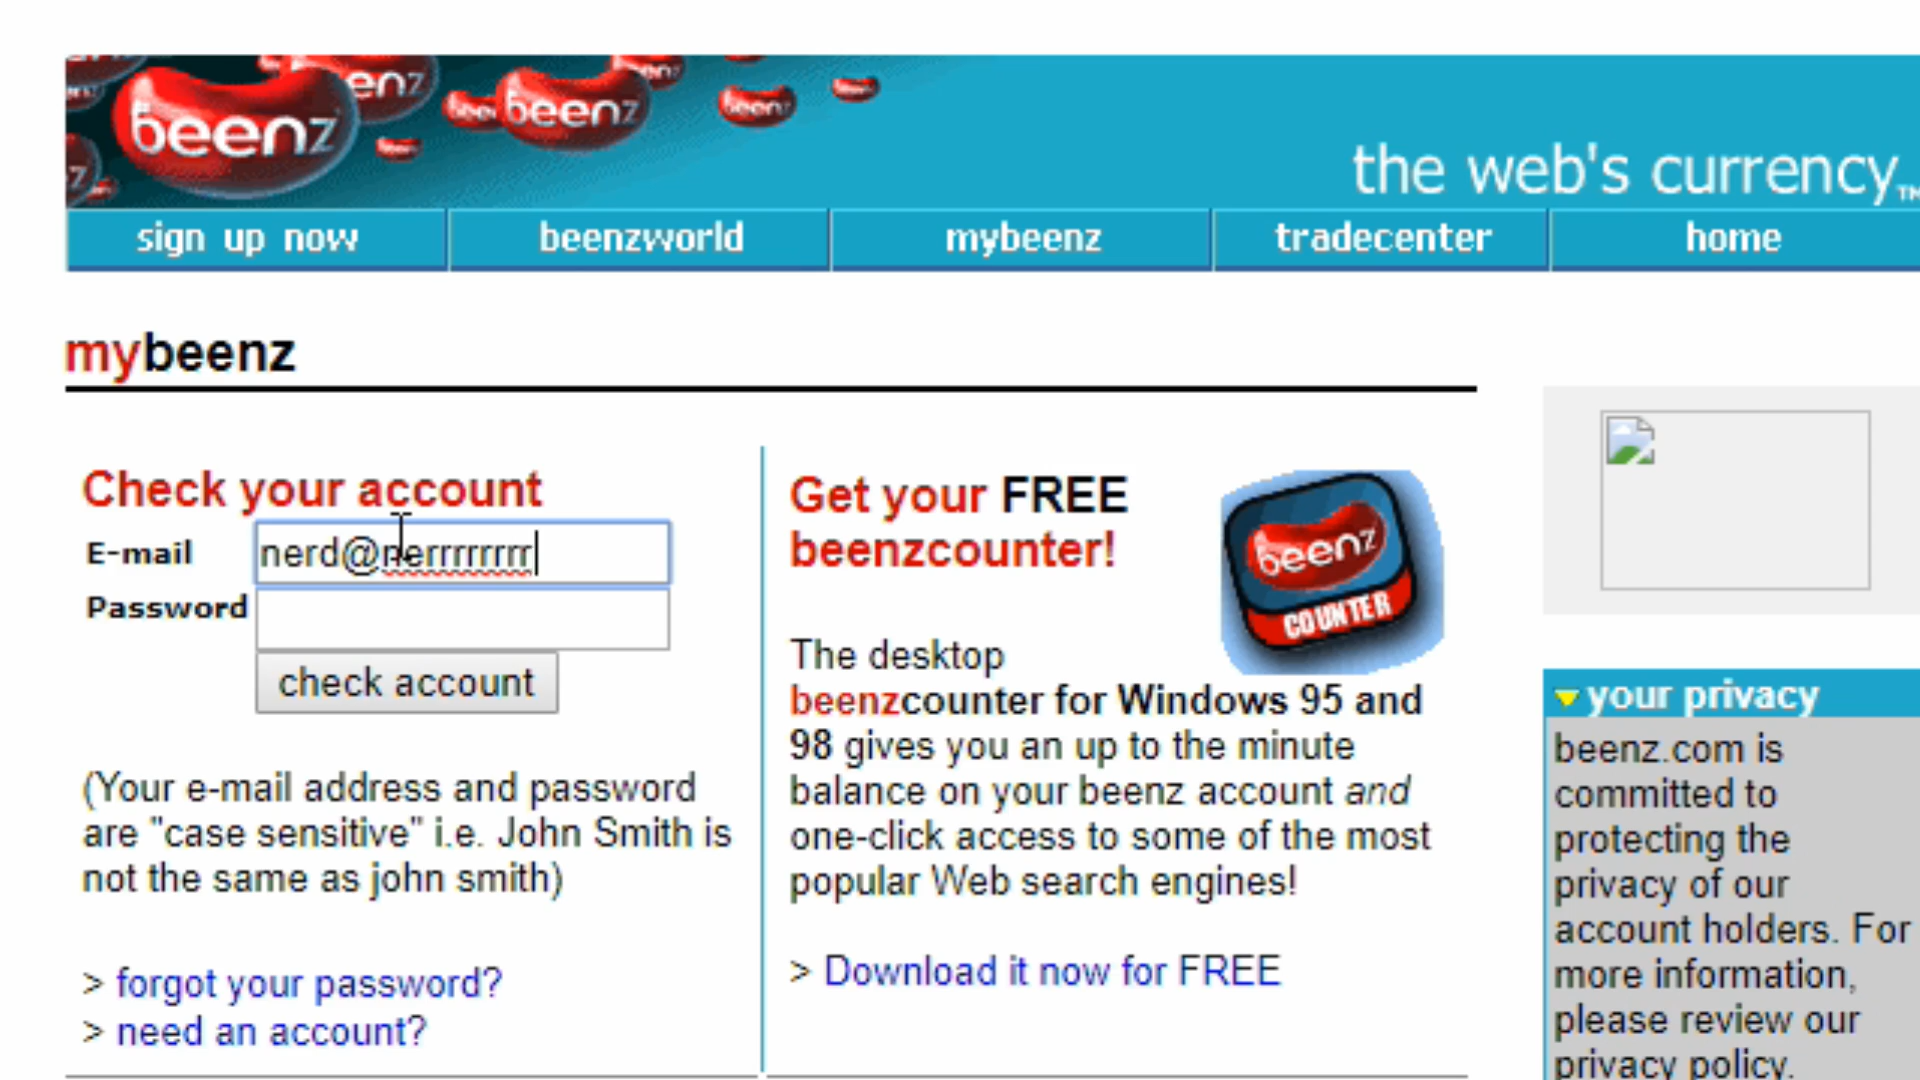 beenz
enz
beenz
beenz
the web's currency™
sign up now
beenzworld
mybeenz
tradecenter
home
mybeenz
Check your account
E-mail
nerd@nerrrrrrrr
Password
check account
(Your e-mail address and password
are "case sensitive" i.e. John Smith is
not the same as john smith)
> forgot your password?
> need an account?
Get your FREE
beenzcounter!
beenz
COUNTER
The desktop
beenzcounter for Windows 95 and
98 gives you an up to the minute
balance on your beenz account and
one-click access to some of the most
popular Web search engines!
> Download it now for FREE
your privacy
beenz.com is
committed to
protecting the
privacy of our
account holders. For
more information,
please review our
privacy policy.